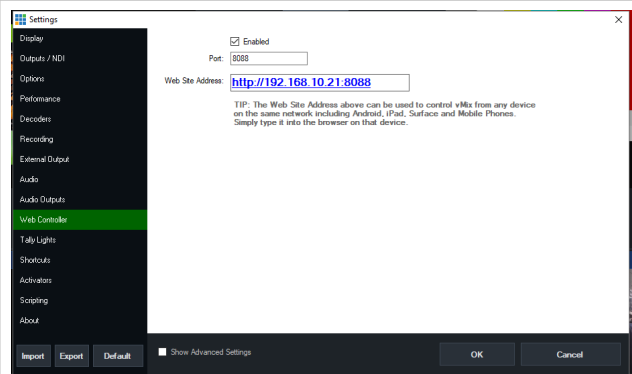 Settings
Display
Outputs / NDI
Options
Performance
Decoders
Recording
External Output
Audio
Audio Outputs
Web Controller
Tally Lights
Shortcuts
Activators
Scripting
About
Import Export Default
Enabled
Port: 8088
Web Site Address: http://192.168.10.21:8088
TIP: The Web Site Address above can be used to control vMix from any device
on the same network including Android, iPad, Surface and Mobile Phones.
Simply type it into the browser on that device.
Show Advanced Settings
OK Cancel